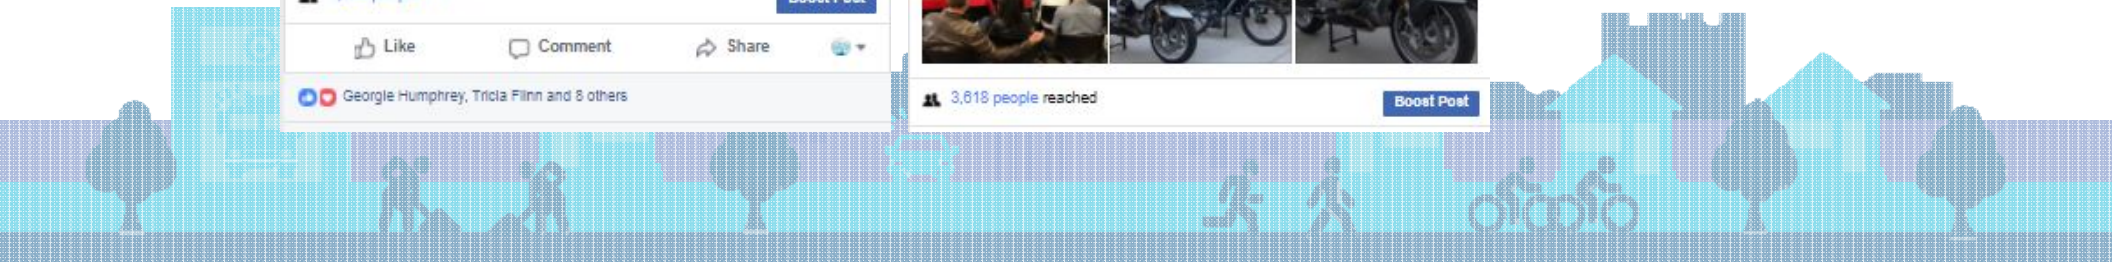 Like Comment Share
Georgie Humphrey, Tricia Flinn and 8 others
3,618 people reached
Boost Post